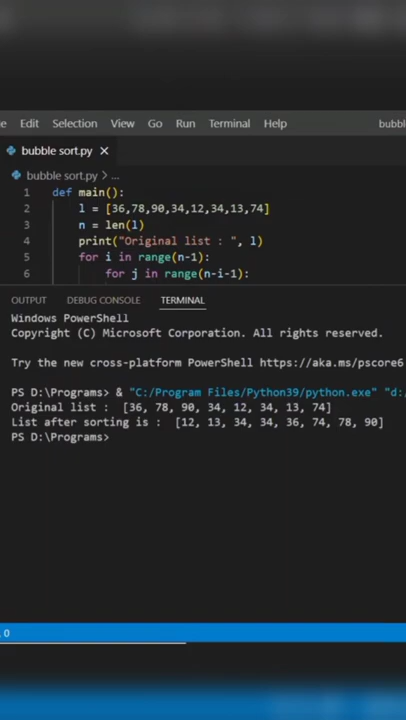 e Edit Selection View Go Run Terminal Help bubbl
bubble sort.py ×
bubble sort.py > ...
1 def main():
2 l = [36,78,90,34,12,34,13,74]
3 n = len(l)
4 print("Original list : ", l)
5 for i in range(n-1):
6 for j in range(n-i-1):
OUTPUT DEBUG CONSOLE TERMINAL
Windows PowerShell
Copyright (C) Microsoft Corporation. All rights reserved.
Try the new cross-platform PowerShell https://aka.ms/pscore6
PS D:\Programs> & "C:/Program Files/Python39/python.exe" "d:/
Original list :  [36, 78, 90, 34, 12, 34, 13, 74]
List after sorting is :  [12, 13, 34, 34, 36, 74, 78, 90]
PS D:\Programs>
0